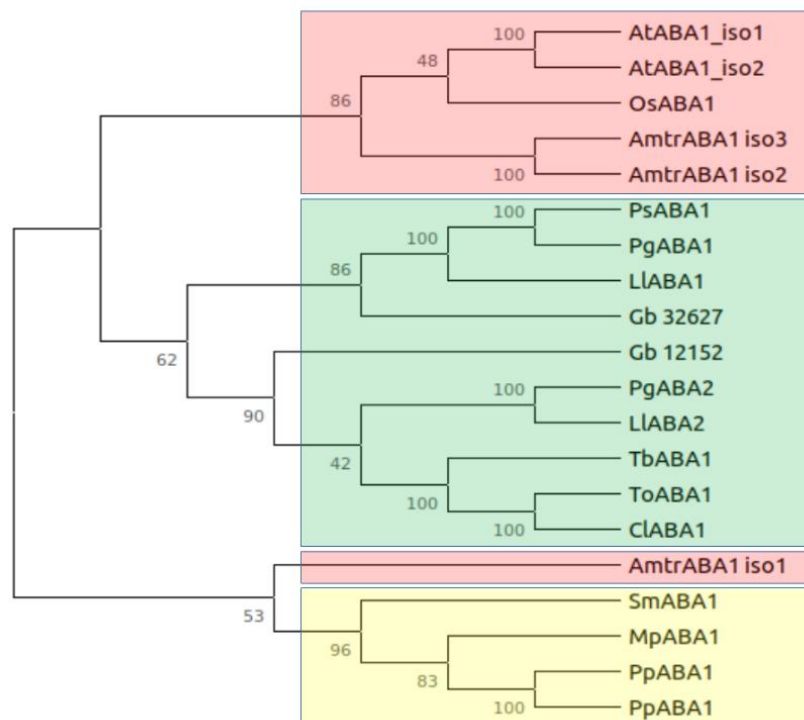 100 AtABA1_iso1
48 AtABA1_iso2
86 OsABA1
AmtrABA1 iso3
100 AmtrABA1 iso2
100 PsABA1
100 PgABA1
86 LlABA1
Gb 32627
62 Gb 12152
100 PgABA2
90 LlABA2
42 TbABA1
100 ToABA1
100 ClABA1
AmtrABA1 iso1
53 SmABA1
96 MpABA1
83 PpABA1
100 PpABA1